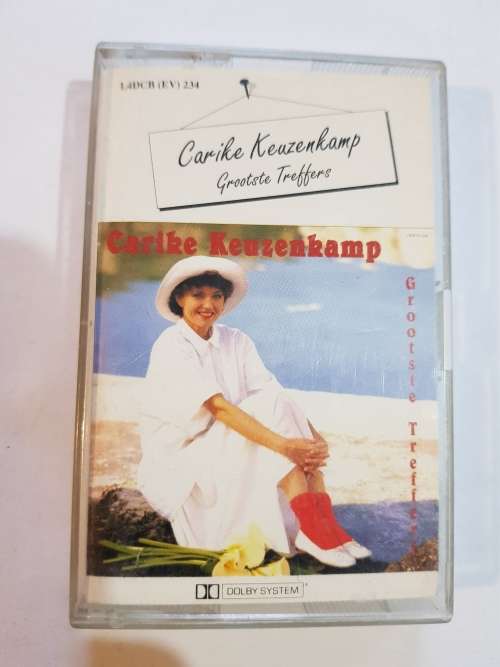 L4DCB (EV) 234
Carike Keuzenkamp
Grootste Treffers
Carike Keuzenkamp
Grootste Treffers
DOLBY SYSTEM